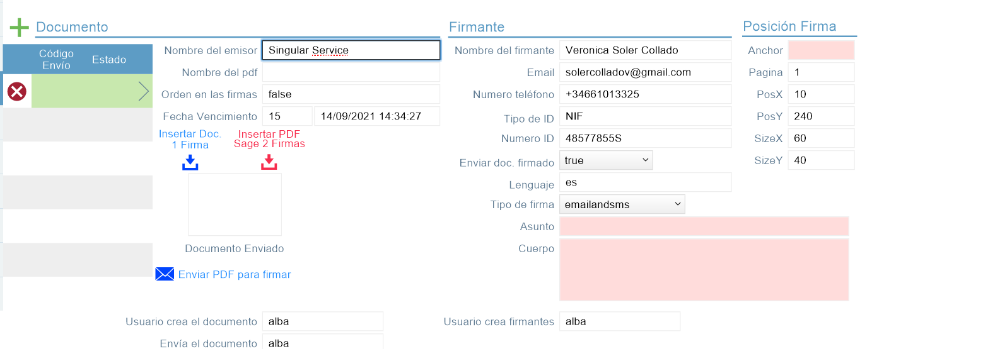 Documento
Código
Envío
Estado
Nombre del emisor Singular Service
Nombre del pdf
Orden en las firmas false
Fecha Vencimiento 15 14/09/2021 14:34:27
Insertar Doc.
1 Firma
Insertar PDF
Sage 2 Firmas
Documento Enviado
Enviar PDF para firmar
Usuario crea el documento alba
Envía el documento alba
Firmante
Nombre del firmante Veronica Soler Collado
Email solercolladov@gmail.com
Numero teléfono +34661013325
Tipo de ID NIF
Numero ID 48577855S
Enviar doc. firmado true
Lenguaje es
Tipo de firma emailandsms
Asunto
Cuerpo
Usuario crea firmantes alba
Posición Firma
Anchor
Pagina 1
PosX 10
PosY 240
SizeX 60
SizeY 40